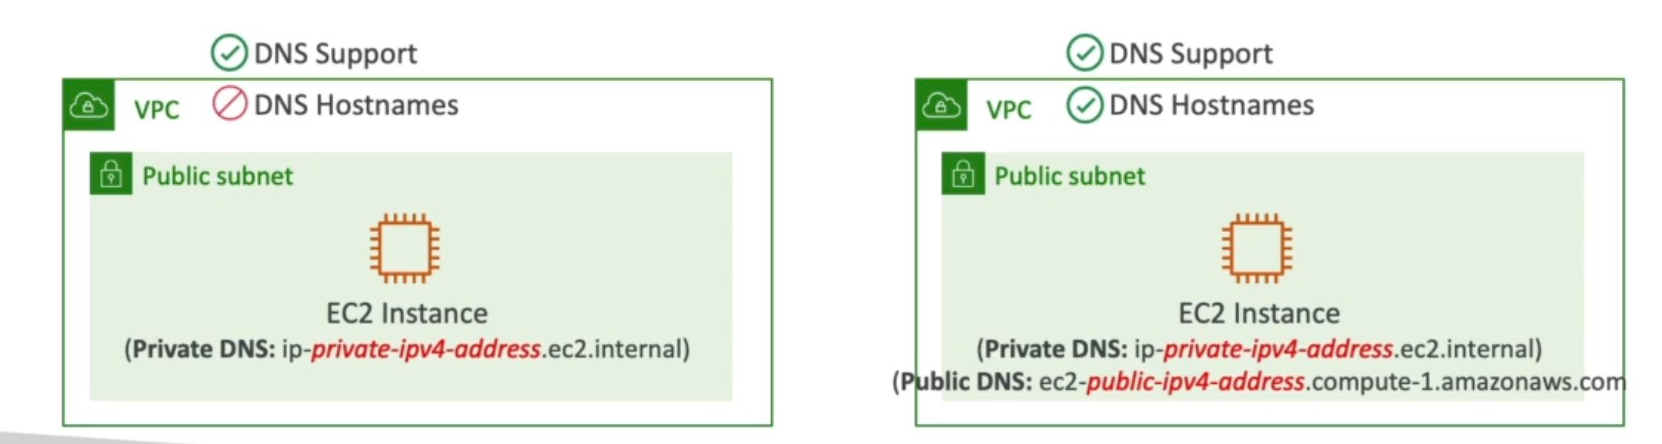 DNS Support
VPC DNS Hostnames
Public subnet
EC2 Instance
(Private DNS: ip-private-ipv4-address.ec2.internal)
DNS Support
VPC DNS Hostnames
Public subnet
EC2 Instance
(Private DNS: ip-private-ipv4-address.ec2.internal)
(Public DNS: ec2-public-ipv4-address.compute-1.amazonaws.com